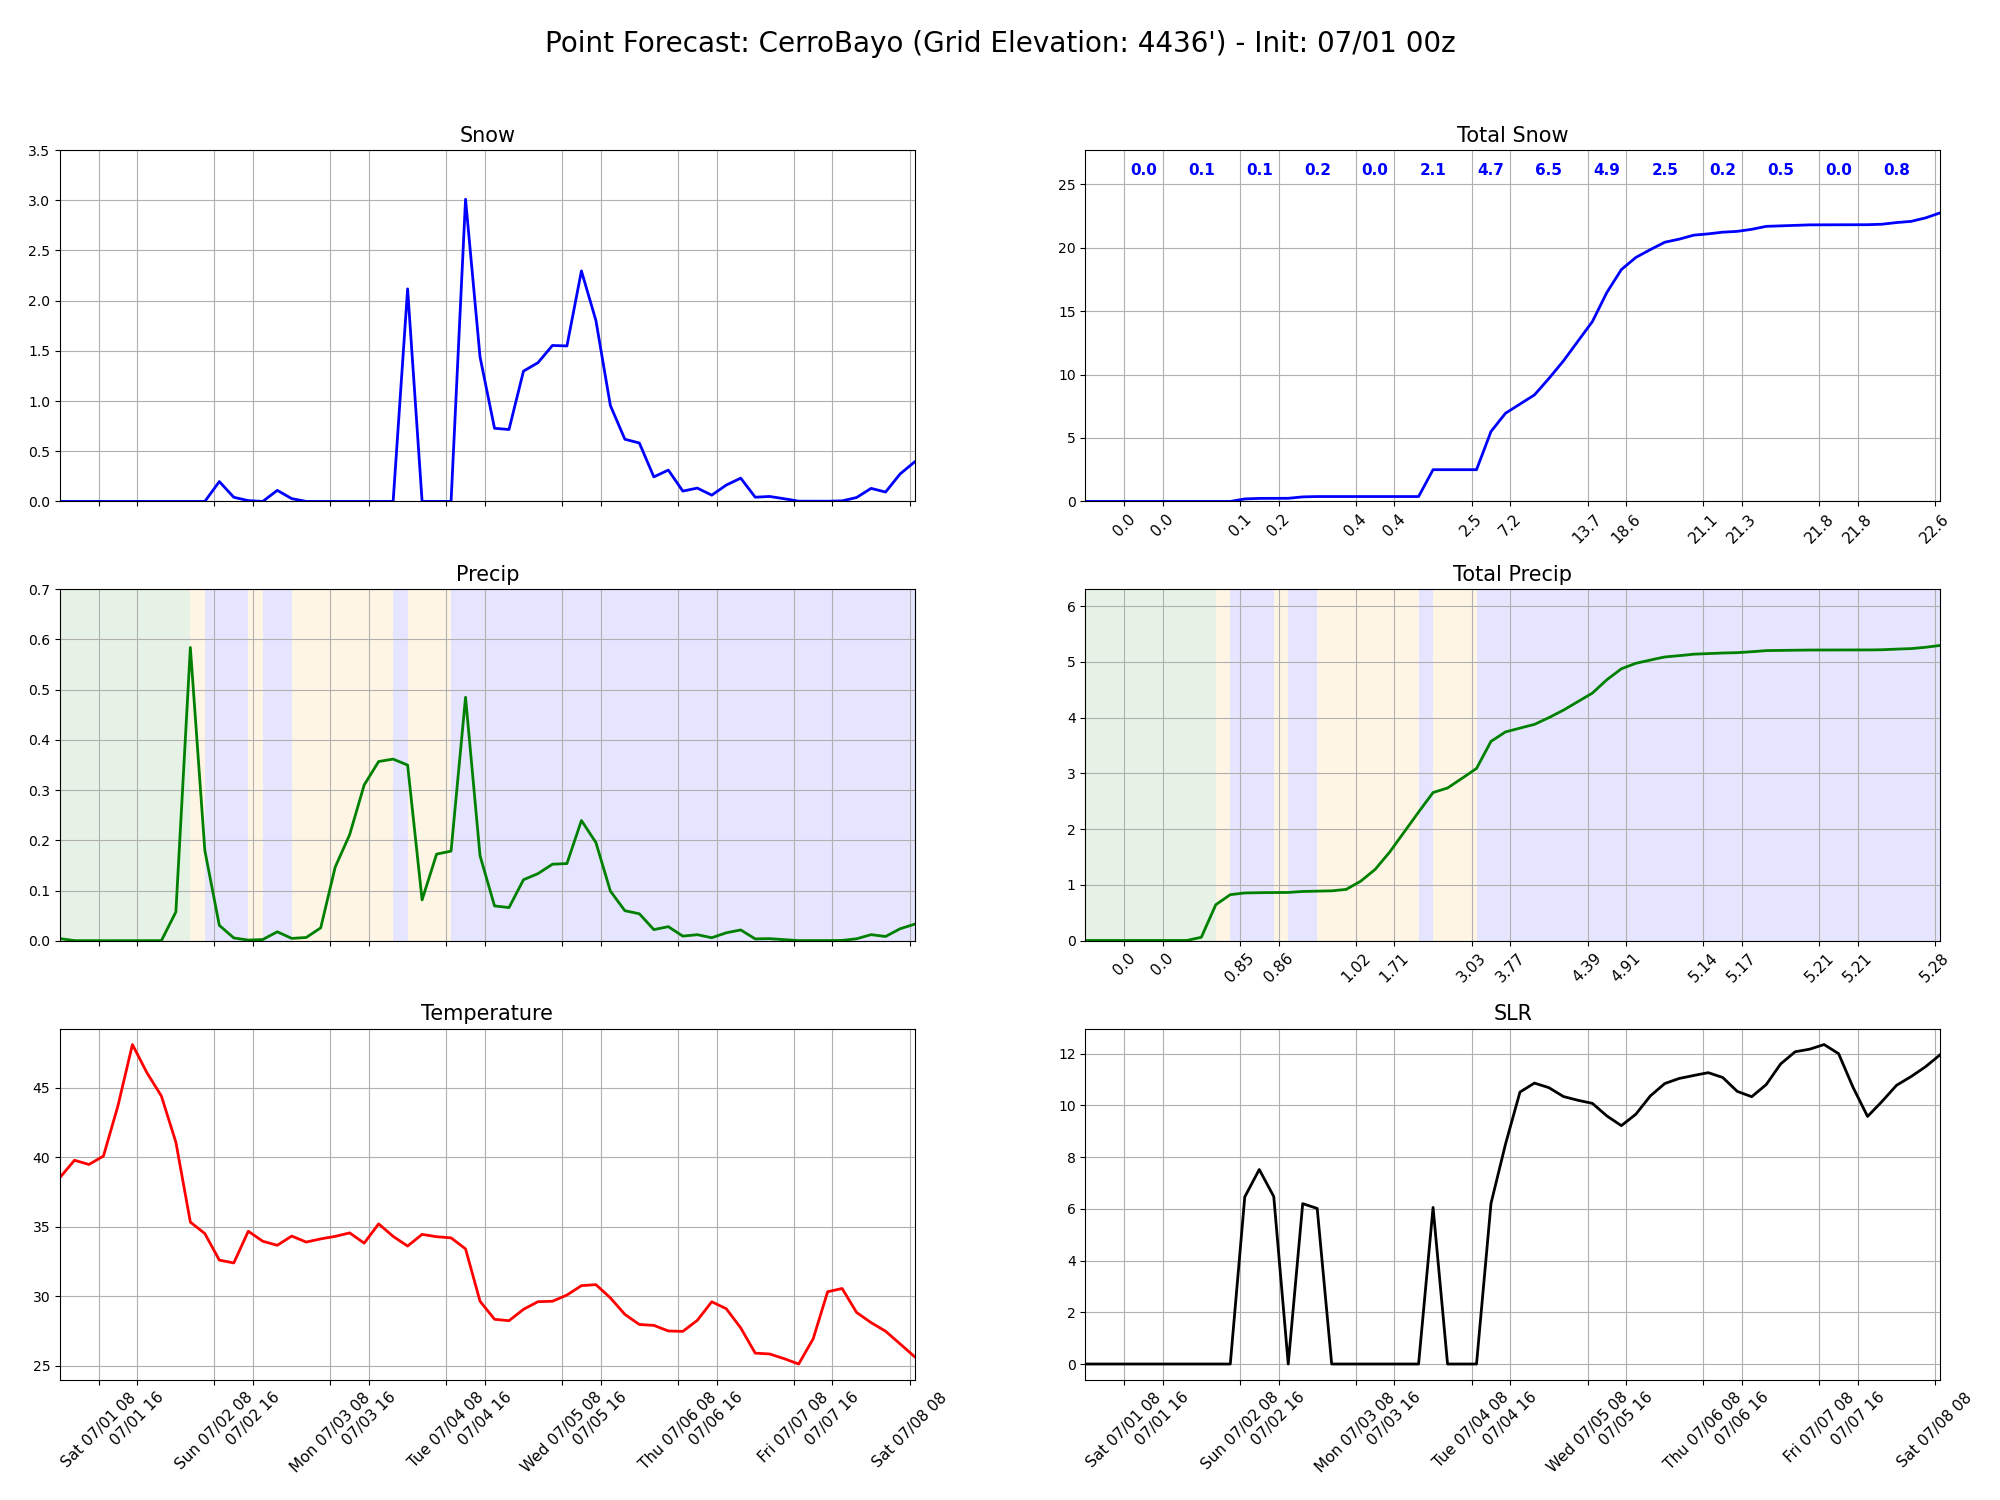 Point Forecast: CerroBayo (Grid Elevation: 4436') - Init: 07/01 00z
Snow
3.5
3.0
2.5
2.0
1.5
1.0
0.5
0.0
Total Snow
0.0 0.1 0.1 0.2 0.0 2.1 4.7 6.5 4.9 2.5 0.2 0.5 0.0 0.8
25
20
15
10
5
0
0.0 0.0 0.1 0.2 0.4 0.4 2.5 7.2 13.7 18.6 21.1 21.3 21.8 21.8 22.6
Precip
0.7
0.6
0.5
0.4
0.3
0.2
0.1
0.0
Total Precip
6
5
4
3
2
1
0
0.0 0.0 0.85 0.86 1.02 1.71 3.03 3.77 4.39 4.91 5.14 5.17 5.21 5.21 5.28
Temperature
45
40
35
30
25
Sat 07/01 08
07/01 16
Sun 07/02 08
07/02 16
Mon 07/03 08
07/03 16
Tue 07/04 08
07/04 16
Wed 07/05 08
07/05 16
Thu 07/06 08
07/06 16
Fri 07/07 08
07/07 16
Sat 07/08 08
SLR
12
10
8
6
4
2
0
Sat 07/01 08
07/01 16
Sun 07/02 08
07/02 16
Mon 07/03 08
07/03 16
Tue 07/04 08
07/04 16
Wed 07/05 08
07/05 16
Thu 07/06 08
07/06 16
Fri 07/07 08
07/07 16
Sat 07/08 08